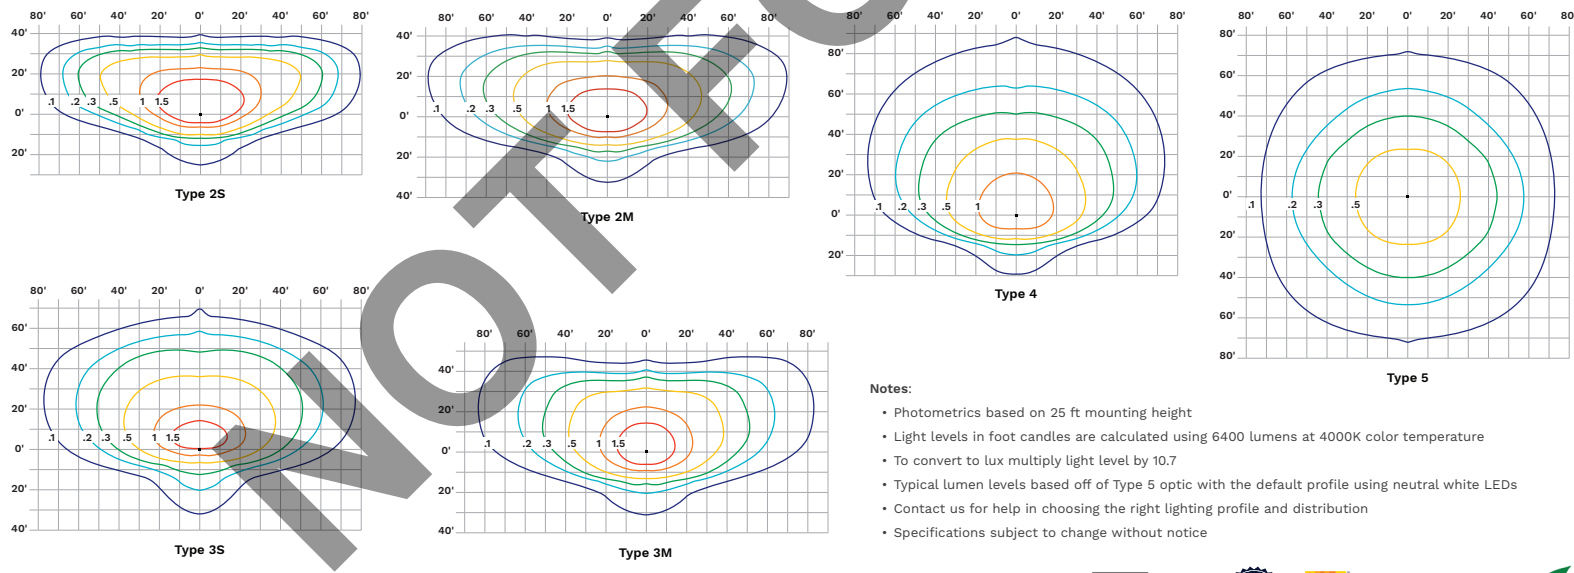 80' 60' 40' 20' 0' 20' 40' 60' 80'
40'
20'
0'
20'
.1 .2 .3 .5 1 1.5
Type 2S
80' 60' 40' 20' 0' 20' 40' 60' 80'
40'
20'
0'
20'
40'
.1 .2 .3 .5 1 1.5
Type 2M
80' 60' 40' 20' 0' 20' 40' 60' 80'
80'
60'
40'
20'
0'
20'
.1 .2 .3 .5 1
Type 4
80' 60' 40' 20' 0' 20' 40' 60' 80
80'
60'
40'
20'
0'
20'
40'
60'
80'
.1 .2 .3 .5
Type 5
80' 60' 40' 20' 0' 20' 40' 60' 80'
60'
40'
20'
0'
20'
40'
.1 .2 .3 .5 1 1.5
Type 3S
80' 60' 40' 20' 0' 20' 40' 60' 80'
40'
20'
0'
20'
40'
.1 .2 .3 .5 1 1.5
Type 3M
Notes:
• Photometrics based on 25 ft mounting height
• Light levels in foot candles are calculated using 6400 lumens at 4000K color temperature
• To convert to lux multiply light level by 10.7
• Typical lumen levels based off of Type 5 optic with the default profile using neutral white LEDs
• Contact us for help in choosing the right lighting profile and distribution
• Specifications subject to change without notice
NOT FO